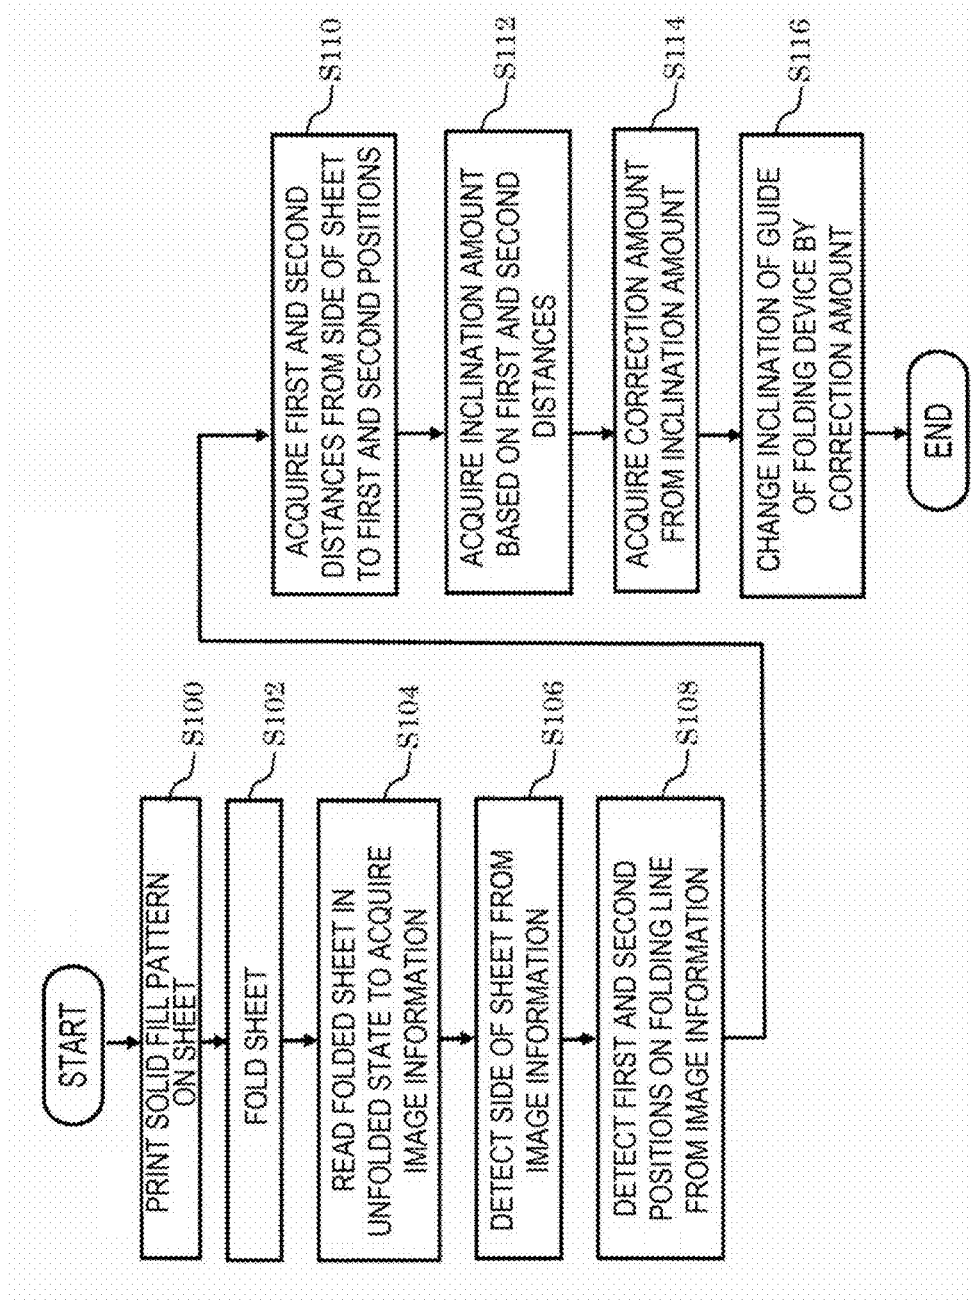 START
PRINT SOLID FILL PATTERN
ON SHEET
S100
FOLD SHEET
S102
READ FOLDED SHEET IN
UNFOLDED STATE TO ACQUIRE
IMAGE INFORMATION
S104
DETECT SIDE OF SHEET FROM
IMAGE INFORMATION
S106
DETECT FIRST AND SECOND
POSITIONS ON FOLDING LINE
FROM IMAGE INFORMATION
S108
ACQUIRE FIRST AND SECOND
DISTANCES FROM SIDE OF SHEET
TO FIRST AND SECOND POSITIONS
S110
ACQUIRE INCLINATION AMOUNT
BASED ON FIRST AND SECOND
DISTANCES
S112
ACQUIRE CORRECTION AMOUNT
FROM INCLINATION AMOUNT
S114
CHANGE INCLINATION OF GUIDE
OF FOLDING DEVICE BY
CORRECTION AMOUNT
S116
END